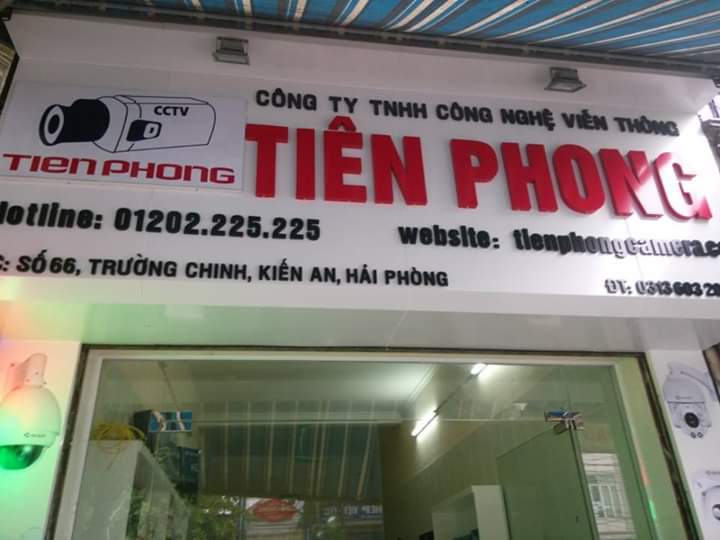 CCTV
TIEN PHONG
CÔNG TY TNHH CÔNG NGHỆ VIỄN THÔNG
TIÊN PHONG
Hotline: 01202.225.225
website: tienphongcamera.c
C: SỐ 66, TRƯỜNG CHINH, KIẾN AN, HẢI PHÒNG
ĐT: 0313 603 2